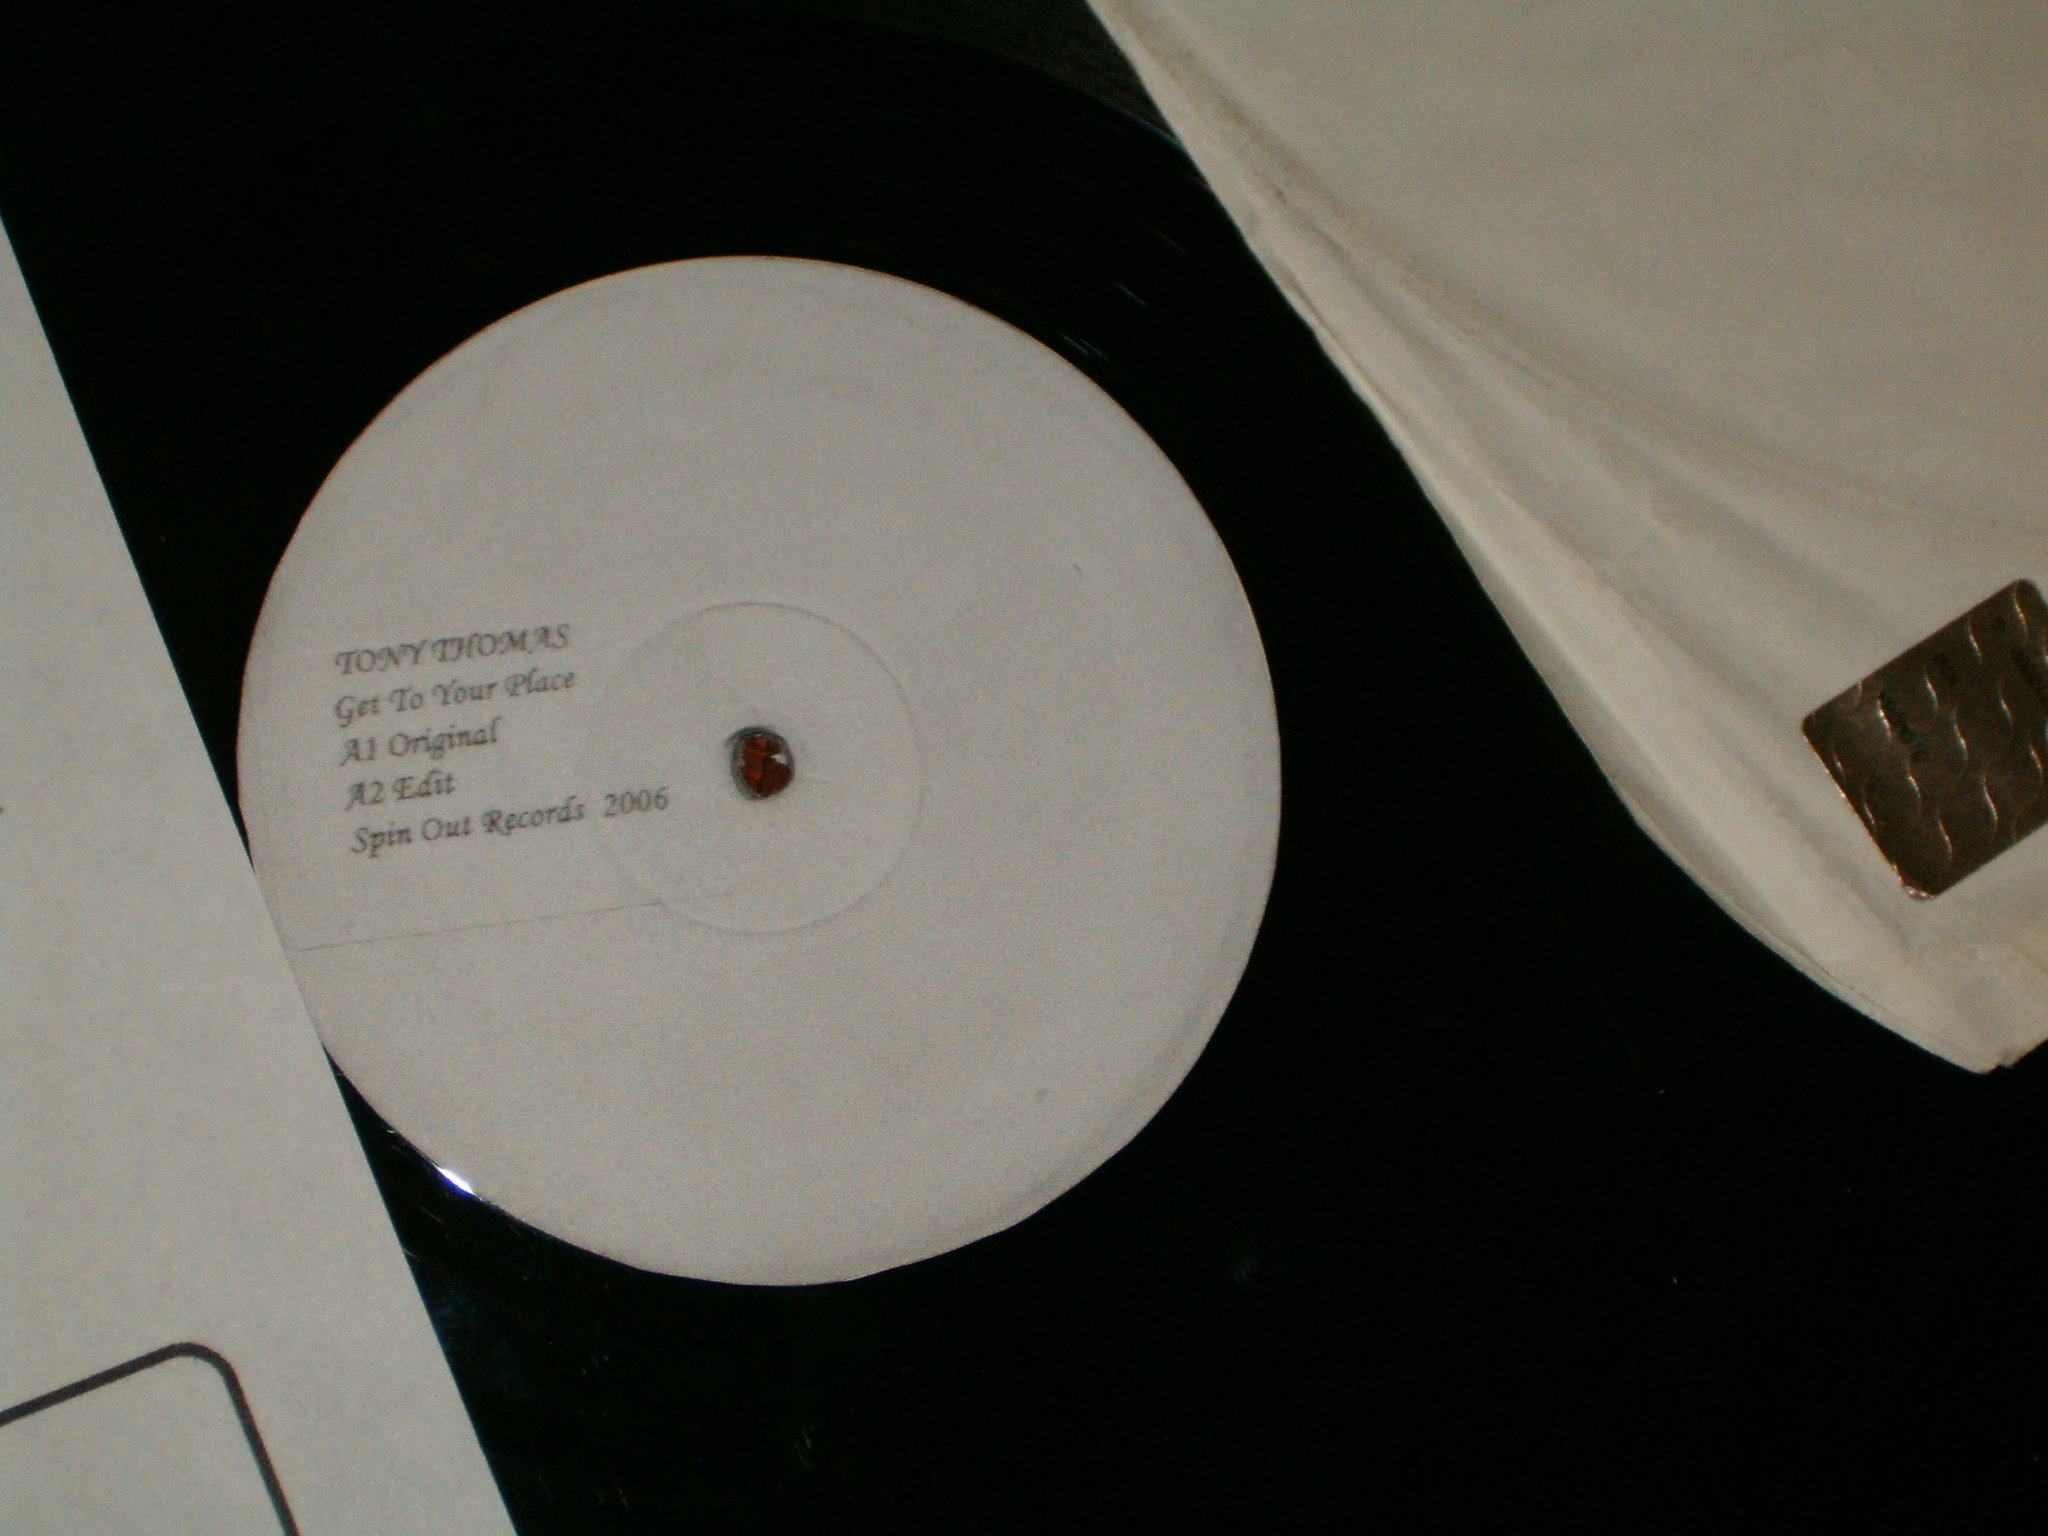 TONY THOMAS
Get To Your Place
A1 Original
A2 Edit
Spin Out Records 2006